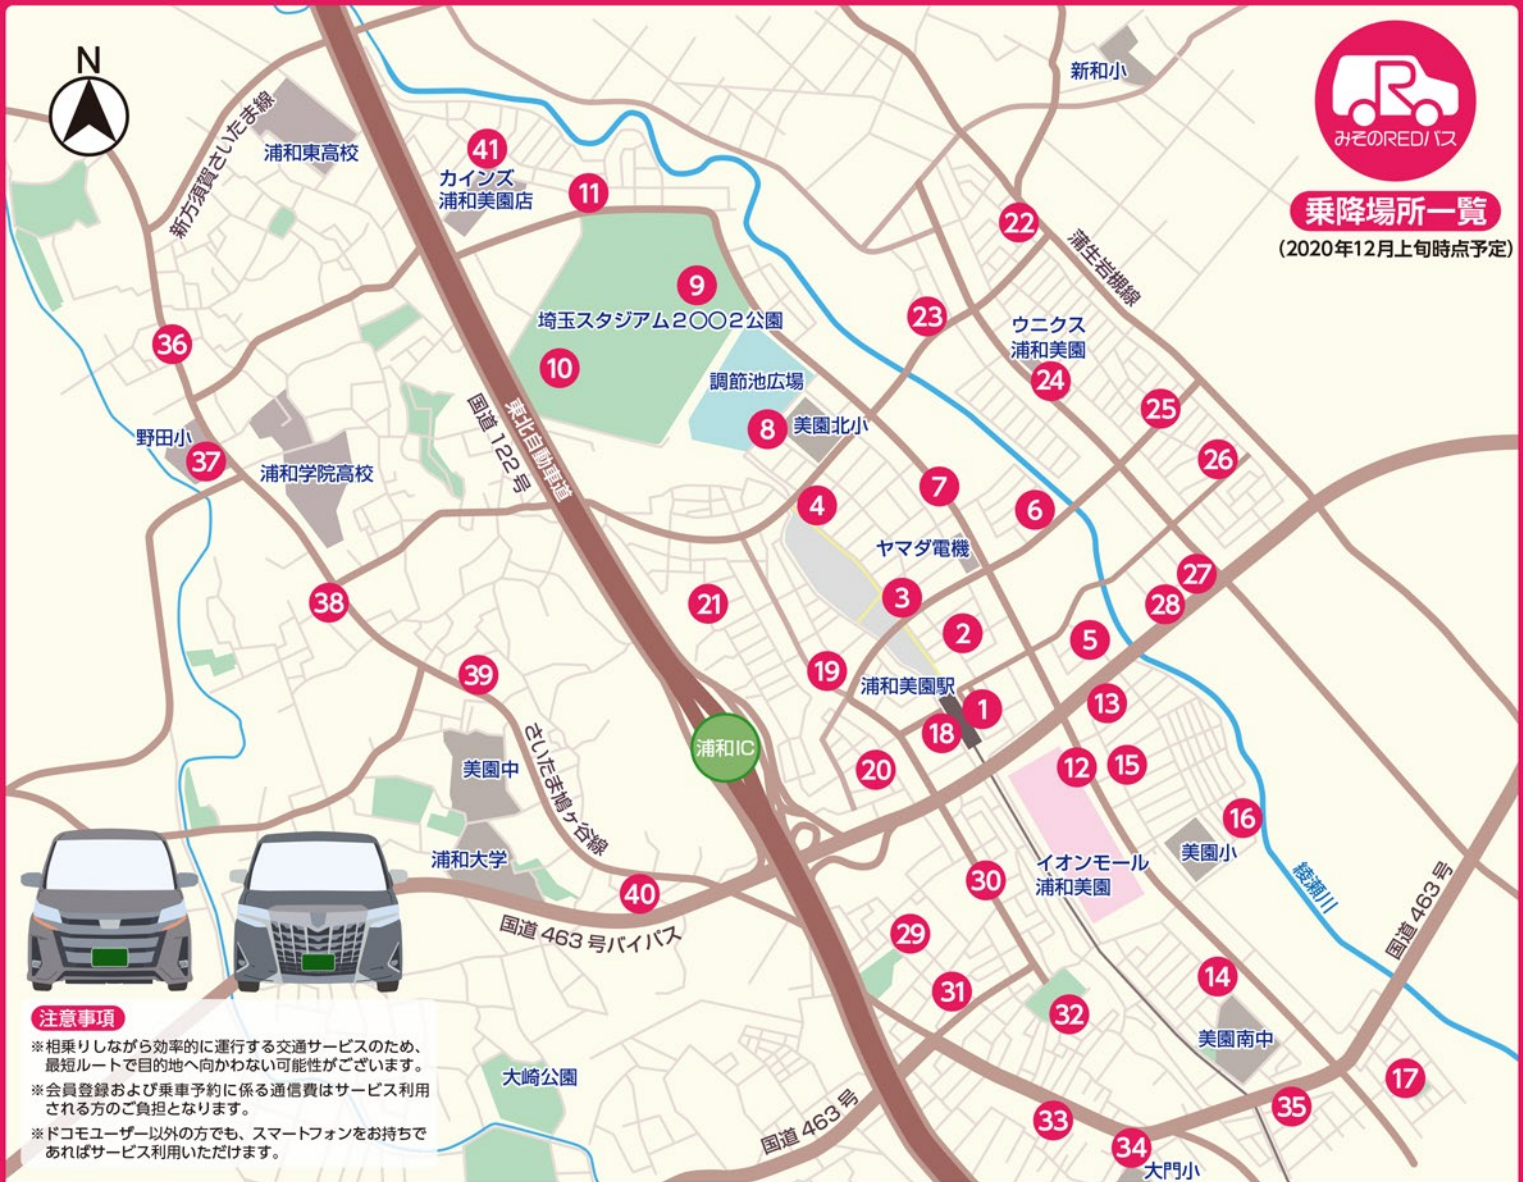 N
みそのREDバス
乗降場所一覧
(2020年12月上旬時点予定)
新和小
浦和東高校
新方須賀さいたま線
41
カインズ
浦和美園店
11
22
蒲生岩槻線
9
埼玉スタジアム2〇〇2公園
10
23
ウニクス
浦和美園
24
36
調節池広場
8
美園北小
25
26
野田小
37
浦和学院高校
国道122号
東北自動車道
4
7
6
ヤマダ電機
27
28
38
21
3
2
5
39
19
浦和美園駅
1
18
13
さいたま鳩ヶ谷線
浦和IC
20
12
15
美園中
16
美園小
浦和大学
イオンモール
浦和美園
綾瀬川
40
30
国道463号バイパス
29
国道463号
31
14
32
美園南中
大崎公園
17
国道463号
33
35
34
大門小
注意事項
※相乗りしながら効率的に運行する交通サービスのため、
最短ルートで目的地へ向かわない可能性がございます。
※会員登録および乗車予約に係る通信費はサービス利用
される方のご負担となります。
※ドコモユーザー以外の方でも、スマートフォンをお持ちで
あればサービス利用いただけます。